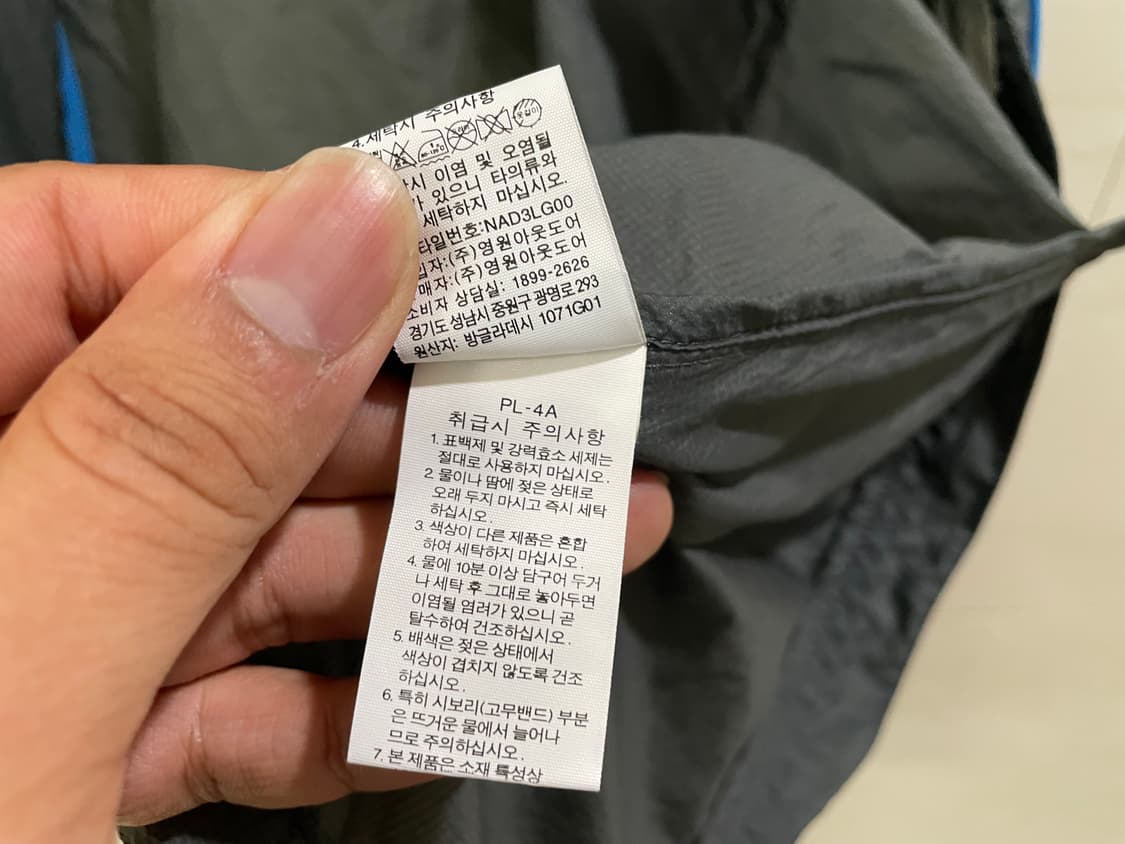 4.세탁시 주의사항
시 이염 및 오염될
가 있으니 타의류와
세탁하지 마십시오.
타일번호:NAD3LG00
입자:(주)영원아웃도어
매자:(주)영원아웃도어
소비자 상담실: 1899-2626
경기도 성남시 중원구 광명로 293
원산지: 방글라데시 1071G01
PL-4A
취급시 주의사항
1. 표백제 및 강력효소 세제는
절대로 사용하지 마십시오.
2. 물이나 땀에 젖은 상태로
오래 두지 마시고 즉시 세탁
하십시오.
3. 색상이 다른 제품은 혼합
하여 세탁하지 마십시오.
4. 물에 10분 이상 담구어 두거
나 세탁 후 그대로 놓아두면
이염될 염려가 있으니 곧
탈수하여 건조하십시오.
5. 배색은 젖은 상태에서
색상이 겹치지 않도록 건조
하십시오.
6. 특히 시보리(고무밴드) 부분
은 뜨거운 물에서 늘어나
므로 주의하십시오.
7. 본 제품은 소재 특성상